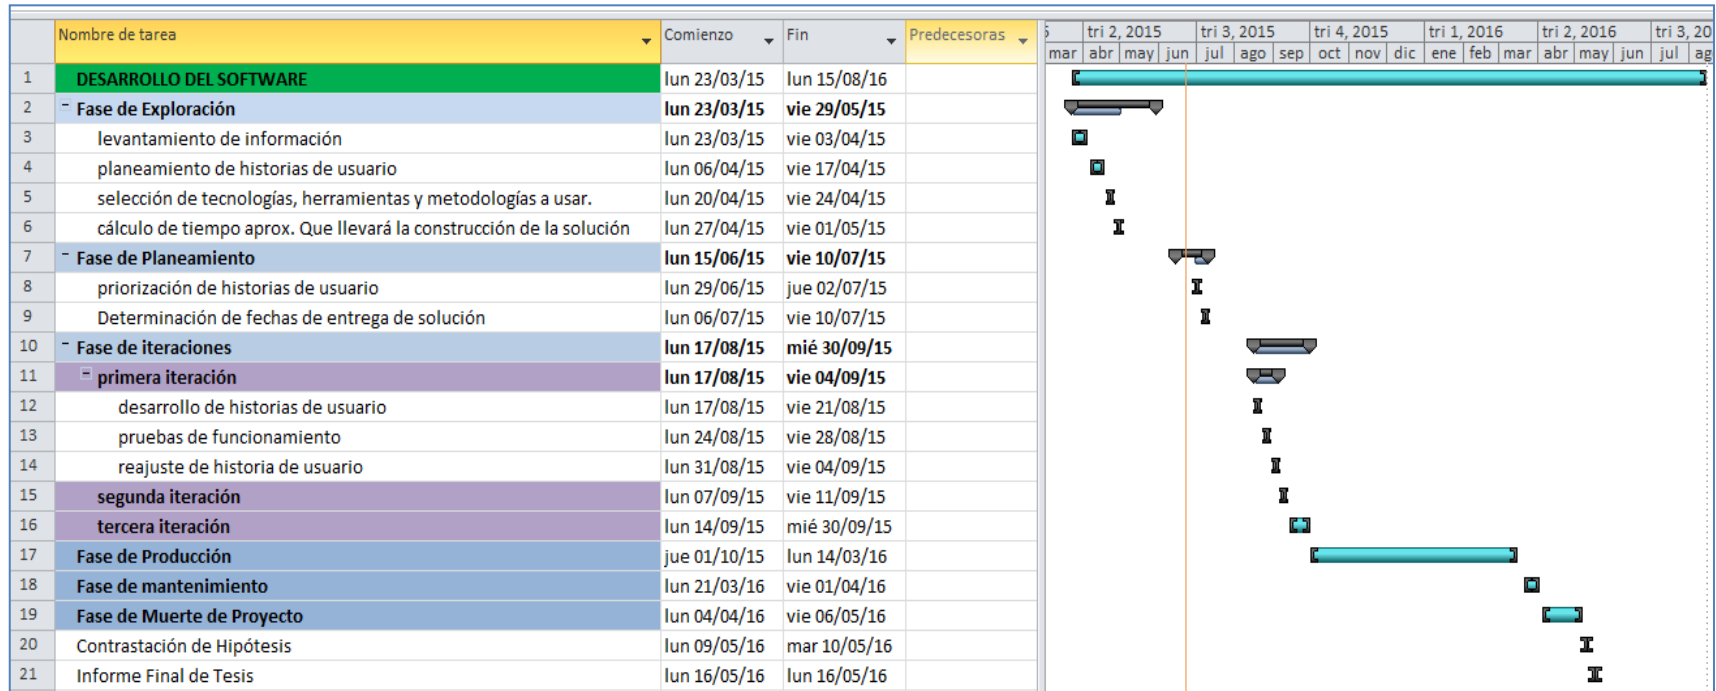 Nombre de tarea Comienzo Fin Predecesoras 5 tri 2, 2015 tri 3, 2015 tri 4, 2015 tri 1, 2016 tri 2, 2016 tri 3, 20
mar abr may jun jul ago sep oct nov dic ene feb mar abr may jun jul ag
1 DESARROLLO DEL SOFTWARE lun 23/03/15 lun 15/08/16
2 Fase de Exploración lun 23/03/15 vie 29/05/15
3 levantamiento de información lun 23/03/15 vie 03/04/15
4 planeamiento de historias de usuario lun 06/04/15 vie 17/04/15
5 selección de tecnologías, herramientas y metodologías a usar. lun 20/04/15 vie 24/04/15
6 cálculo de tiempo aprox. Que llevará la construcción de la solución lun 27/04/15 vie 01/05/15
7 Fase de Planeamiento lun 15/06/15 vie 10/07/15
8 priorización de historias de usuario lun 29/06/15 jue 02/07/15
9 Determinación de fechas de entrega de solución lun 06/07/15 vie 10/07/15
10 Fase de iteraciones lun 17/08/15 mié 30/09/15
11 primera iteración lun 17/08/15 vie 04/09/15
12 desarrollo de historias de usuario lun 17/08/15 vie 21/08/15
13 pruebas de funcionamiento lun 24/08/15 vie 28/08/15
14 reajuste de historia de usuario lun 31/08/15 vie 04/09/15
15 segunda iteración lun 07/09/15 vie 11/09/15
16 tercera iteración lun 14/09/15 mié 30/09/15
17 Fase de Producción jue 01/10/15 lun 14/03/16
18 Fase de mantenimiento lun 21/03/16 vie 01/04/16
19 Fase de Muerte de Proyecto lun 04/04/16 vie 06/05/16
20 Contrastación de Hipótesis lun 09/05/16 mar 10/05/16
21 Informe Final de Tesis lun 16/05/16 lun 16/05/16